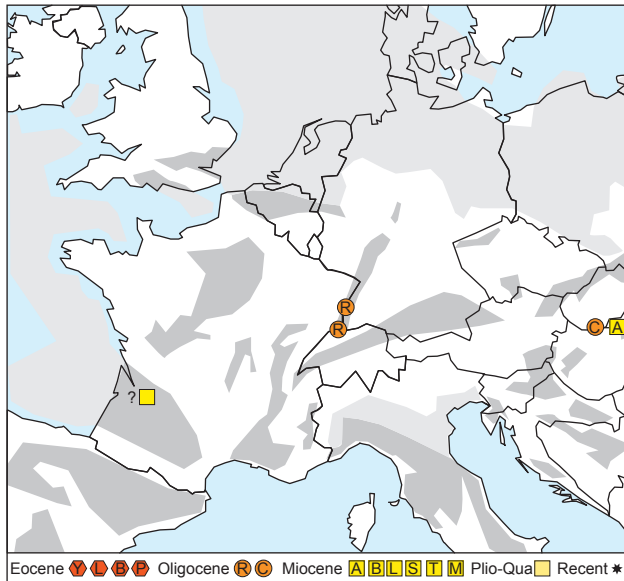 R
R
C A
?
Eocene Y L B P Oligocene R C Miocene A B L S T M Plio-Qua Recent *